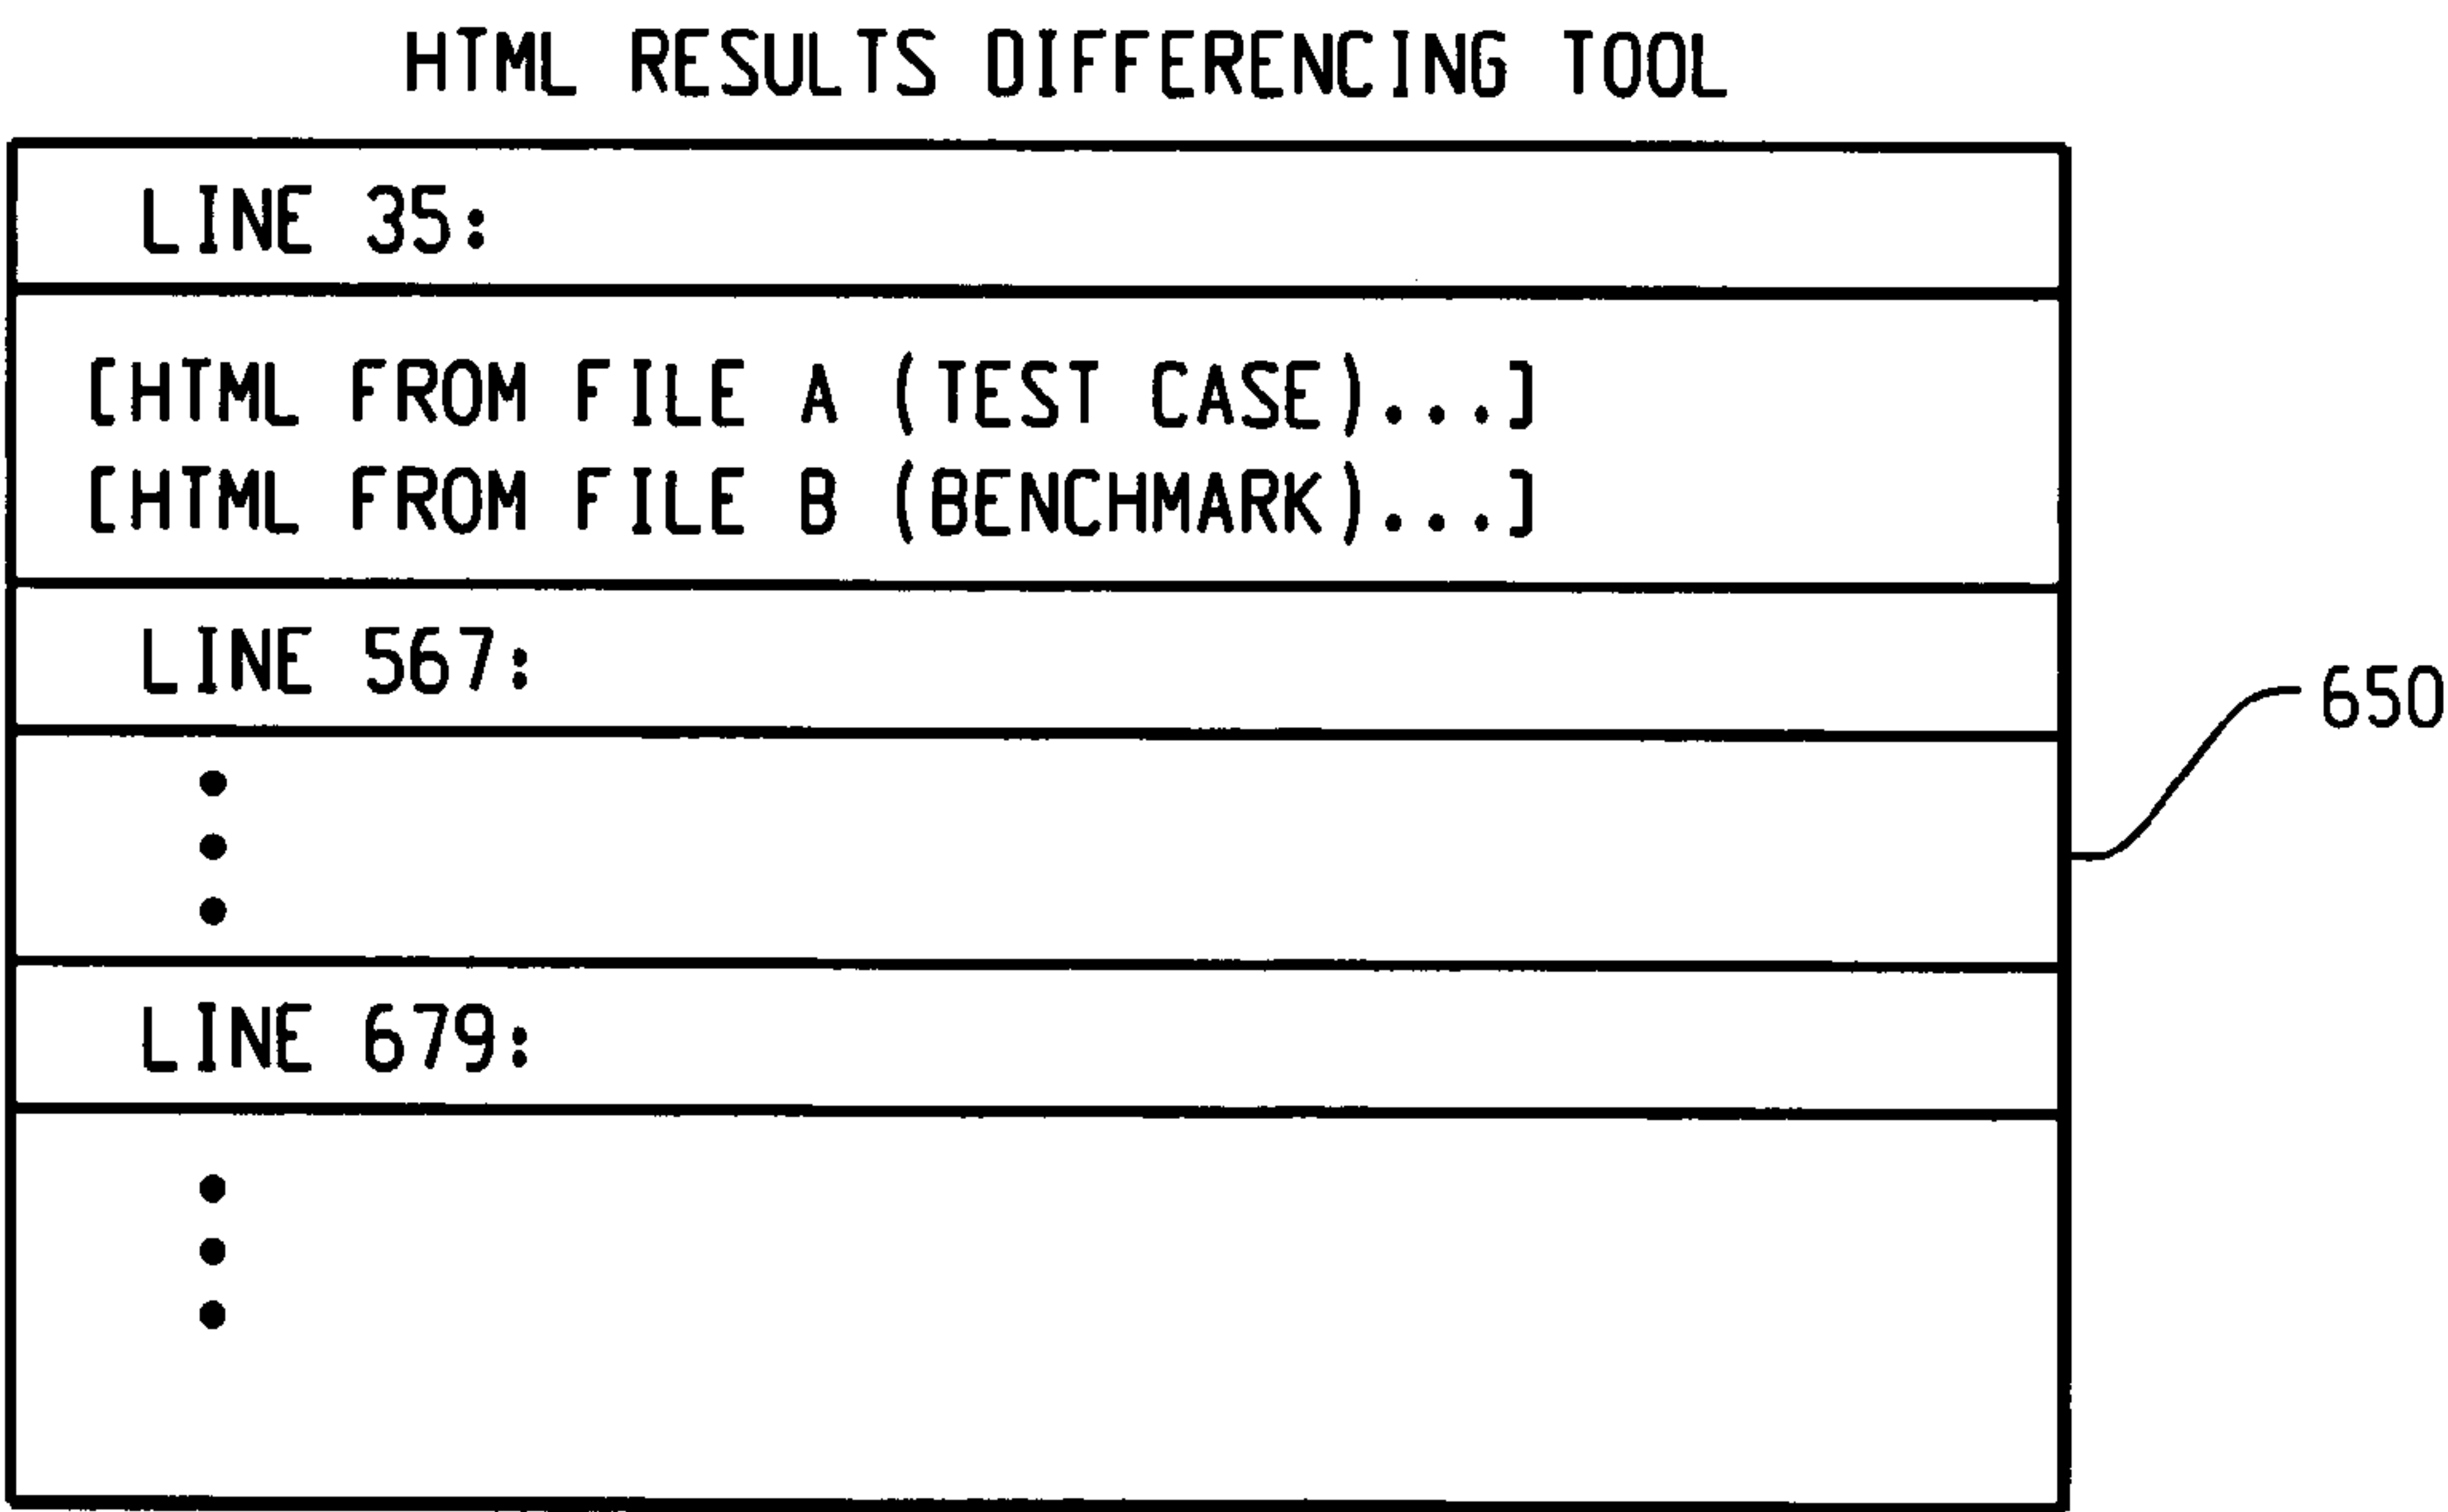 HTML RESULTS DIFFERENCING TOOL
LINE 35:
[HTML FROM FILE A (TEST CASE)...]
[HTML FROM FILE B (BENCHMARK)...]
LINE 567:
650
LINE 679: